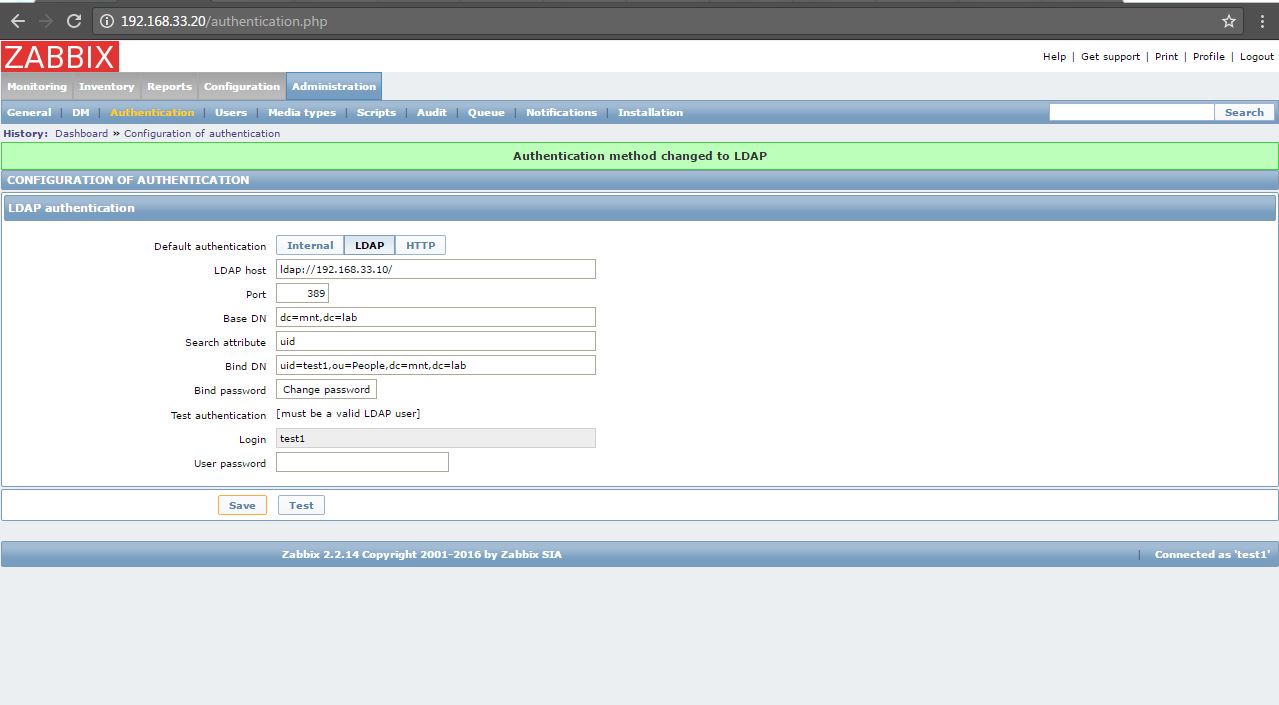 192.168.33.20/authentication.php
ZABBIX
Help | Get support | Print | Profile | Logout
Monitoring Inventory Reports Configuration Administration
General | DM | Authentication | Users | Media types | Scripts | Audit | Queue | Notifications | Installation Search
History: Dashboard » Configuration of authentication
Authentication method changed to LDAP
CONFIGURATION OF AUTHENTICATION
LDAP authentication
Default authentication Internal LDAP HTTP
LDAP host ldap://192.168.33.10/
Port 389
Base DN dc=mnt,dc=lab
Search attribute uid
Bind DN uid=test1,ou=People,dc=mnt,dc=lab
Bind password Change password
Test authentication [must be a valid LDAP user]
Login test1
User password
Save Test
Zabbix 2.2.14 Copyright 2001-2016 by Zabbix SIA | Connected as 'test1'